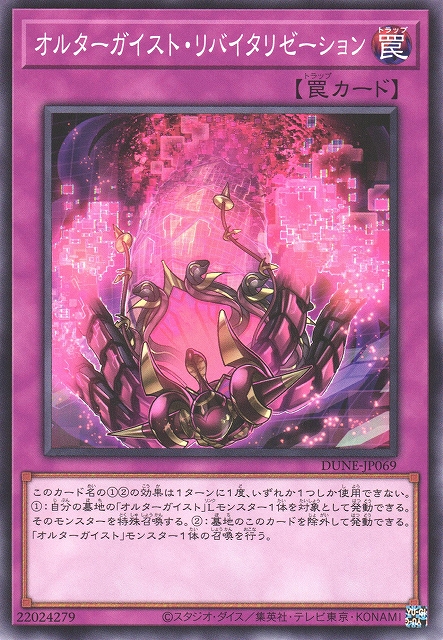 オルターガイスト・リバイタリゼーション
トラップ
罠
トラップ
【罠カード】
DUNE-JP069
このカード名の①②の効果は1ターンに1度、いずれか1つしか使用できない。
①:自分の墓地の「オルターガイスト」Lモンスター1体を対象として発動できる。
そのモンスターを特殊召喚する。②:墓地のこのカードを除外して発動できる。
「オルターガイスト」モンスター1体の召喚を行う。
22024279
©スタジオ・ダイス/集英社・テレビ東京・KONAMI